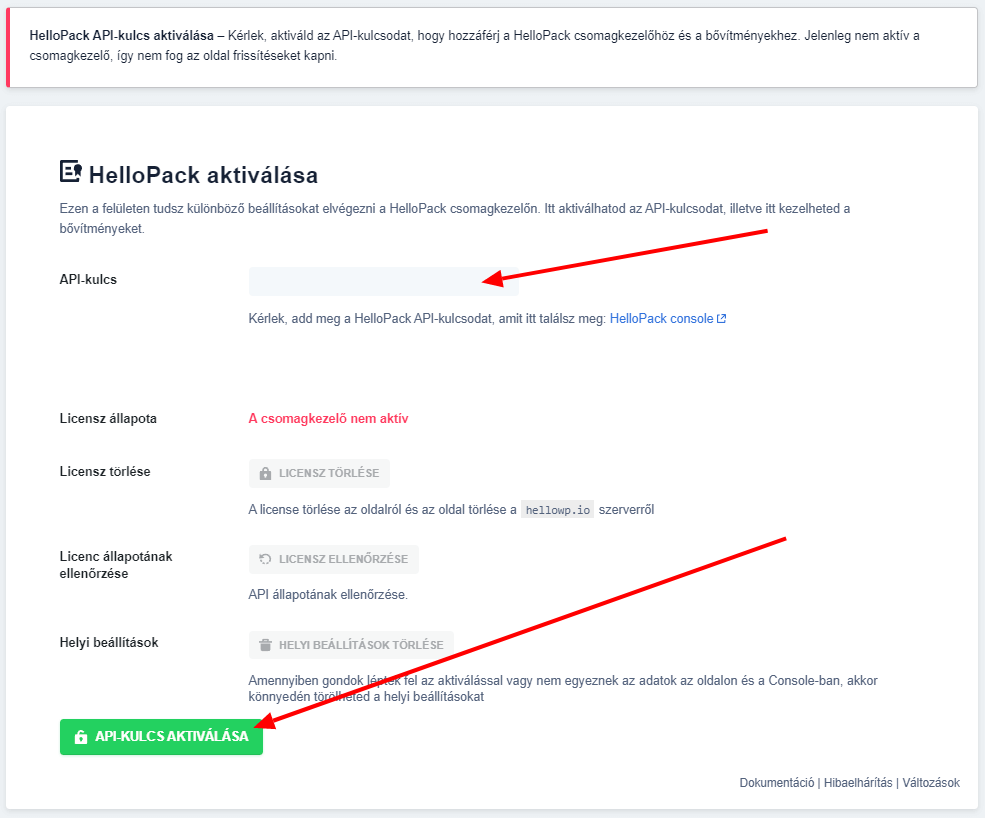 HelloPack API-kulcs aktiválása – Kérlek, aktiváld az API-kulcsodat, hogy hozzáférj a HelloPack csomagkezelőhöz és a bővítményekhez. Jelenleg nem aktív a
csomagkezelő, így nem fog az oldal frissítéseket kapni.
HelloPack aktiválása
Ezen a felületen tudsz különböző beállításokat elvégezni a HelloPack csomagkezelőn. Itt aktiválhatod az API-kulcsodat, illetve itt kezelheted a
bővítményeket.
API-kulcs
Kérlek, add meg a HelloPack API-kulcsodat, amit itt találsz meg: HelloPack console
Licensz állapota
A csomagkezelő nem aktív
Licensz törlése
LICENSZ TÖRLÉSE
A license törlése az oldalról és az oldal törlése a hellowp.io szerverről
Licenc állapotának
ellenőrzése
LICENSZ ELLENŐRZÉSE
API állapotának ellenőrzése.
Helyi beállítások
HELYI BEÁLLÍTÁSOK TÖRLÉSE
Amennyiben gondok léptek fel az aktiválással vagy nem egyeznek az adatok az oldalon és a Console-ban, akkor
könnyedén törölheted a helyi beállításokat
API-KULCS AKTIVÁLÁSA
Dokumentáció | Hibaelhárítás | Változások